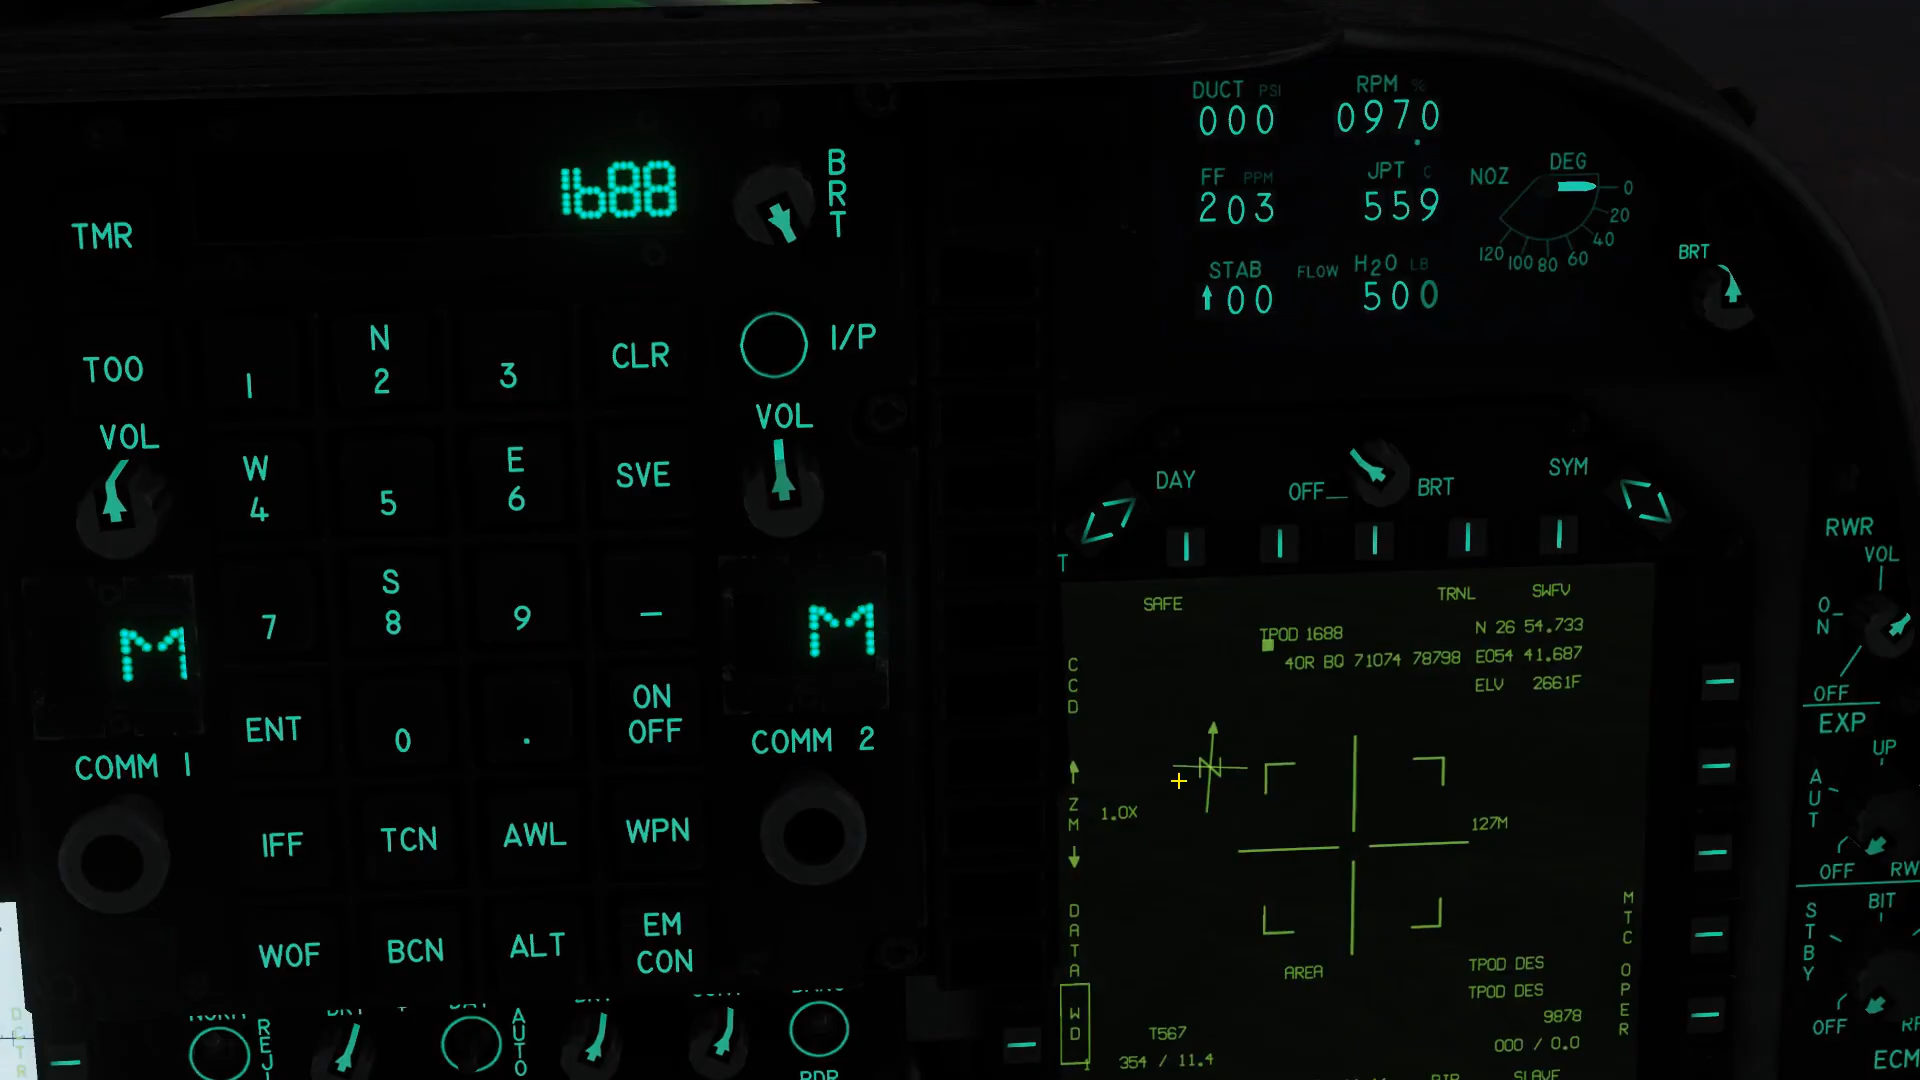 1688
BRT
TMR
TOO
1
N
2
3
CLR
I/P
VOL
VOL
W
4
5
E
6
SVE
7
S
8
9
–
M
M
ENT
0
.
ON
OFF
COMM 1
COMM 2
IFF
TCN
AWL
WPN
WOF
BCN
ALT
EM
CON
AUTO
DUCT PSI
RPM %
000
0970
FF PPM
JPT C
203
559
STAB
FLOW
H2O LB
00
500
NOZ
DEG
0
20
40
60
80
100
120
BRT
DAY
OFF
BRT
SYM
T
SAFE
TRNL
SWFV
TPOD 1688
N 26 54.733
40R BQ 71074 78798
E054 41.687
ELV 2661F
CCD
N
ZM
1.0X
127M
DATA
AREA
MTC OPER
TPOD DES
TPOD DES
WD
1
T567
9878
354 / 11.4
000 / 0.0
RWR
VOL
ON
OFF
EXP
UP
AUT
OFF
BIT
STBY
OFF
ECM